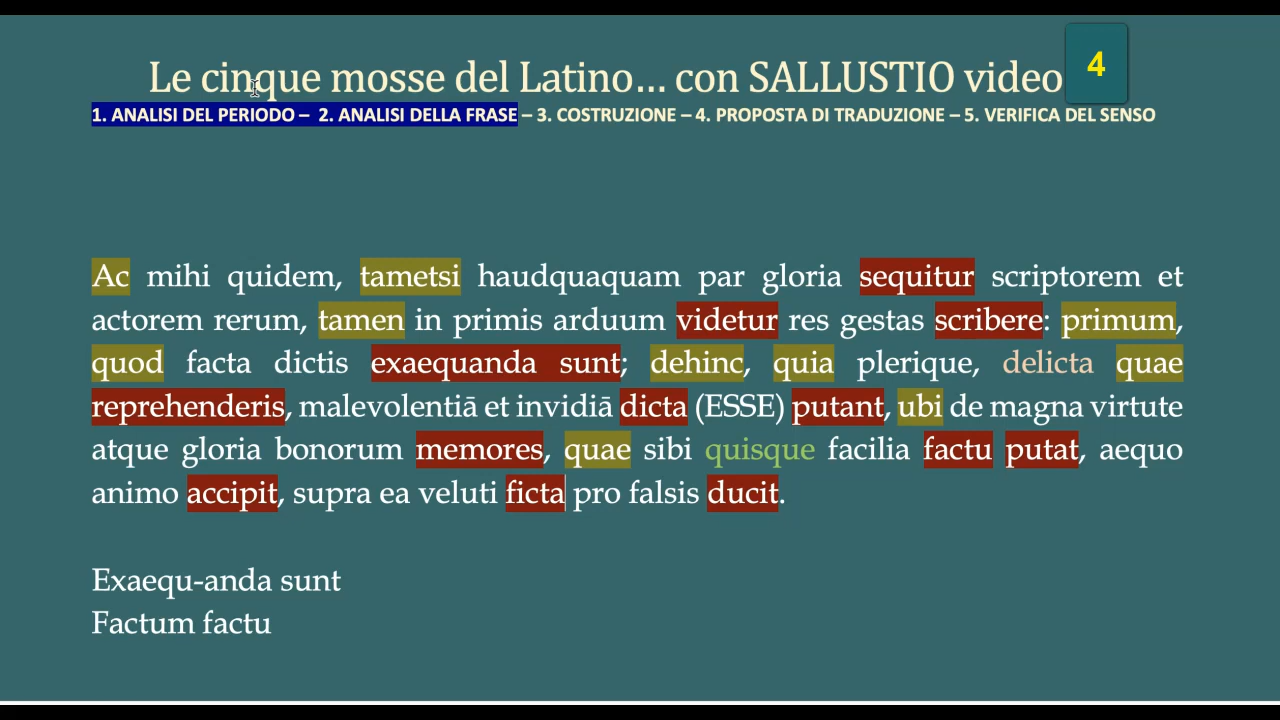 Le cinque mosse del Latino… con SALLUSTIO video 4
1. ANALISI DEL PERIODO – 2. ANALISI DELLA FRASE – 3. COSTRUZIONE – 4. PROPOSTA DI TRADUZIONE – 5. VERIFICA DEL SENSO
Ac mihi quidem, tametsi haudquaquam par gloria sequitur scriptorem et
actorem rerum, tamen in primis arduum videtur res gestas scribere: primum,
quod facta dictis exaequanda sunt; dehinc, quia plerique, delicta quae
reprehenderis, malevolentiā et invidiā dicta (ESSE) putant, ubi de magna virtute
atque gloria bonorum memores, quae sibi quisque facilia factu putat, aequo
animo accipit, supra ea veluti ficta pro falsis ducit.
Exaequ-anda sunt
Factum factu